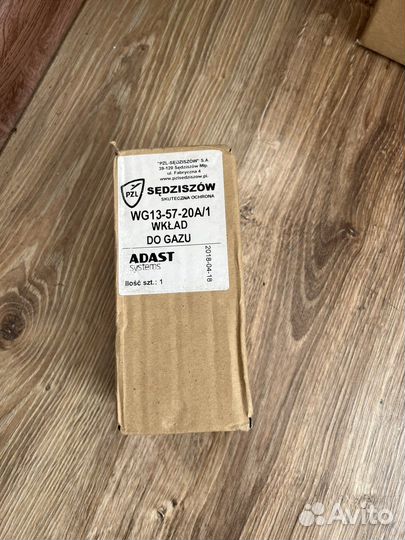 "PZL-SĘDZISZÓW" S.A
39-120 Sędziszów Młp.
ul. Fabryczna 4
www.pzlsedziszow.pl
PZL
SĘDZISZÓW
SKUTECZNA OCHRONA
WG13-57-20A/1
WKŁAD
DO GAZU
ADAST
systems
2018-04-18
Ilość szt.: 1
Avito